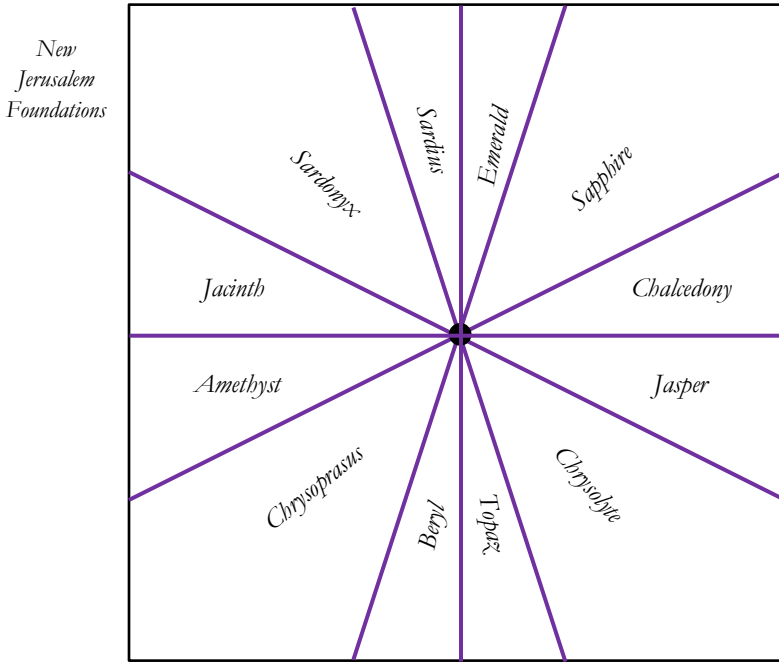 New
Jerusalem
Foundations
Sardius
Emerald
Sardonyx
Sapphire
Jacinth
Chalcedony
Amethyst
Jasper
Chrysoprasus
Chrysolyte
Beryl
Topaz